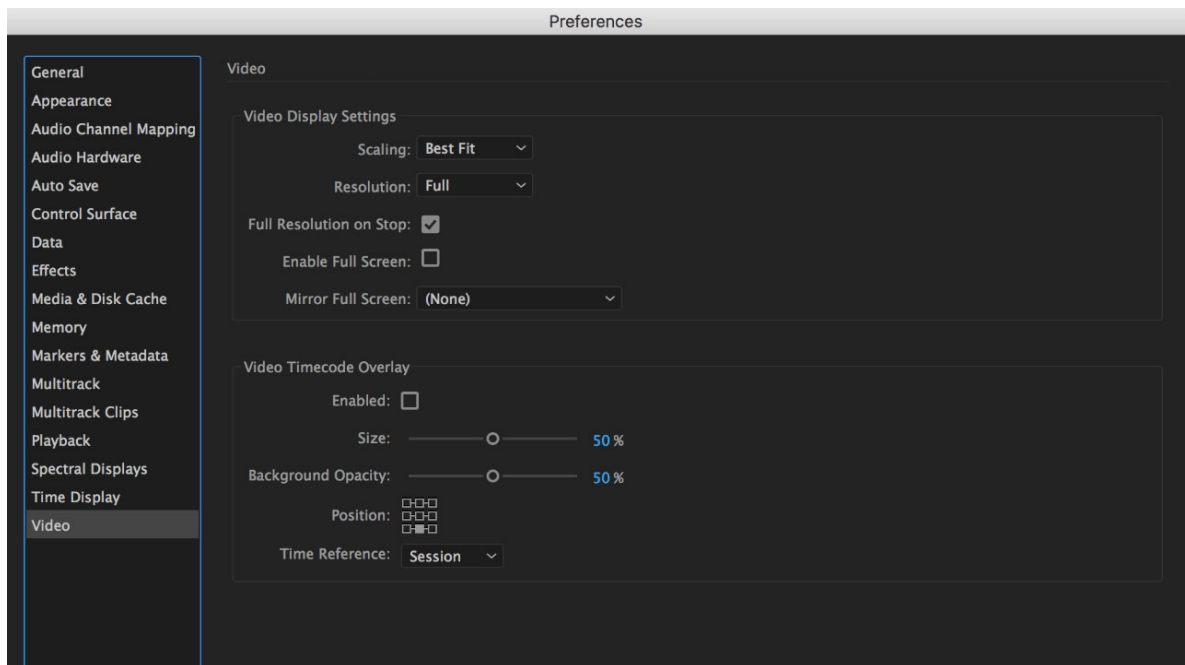 Preferences
General
Appearance
Audio Channel Mapping
Audio Hardware
Auto Save
Control Surface
Data
Effects
Media & Disk Cache
Memory
Markers & Metadata
Multitrack
Multitrack Clips
Playback
Spectral Displays
Time Display
Video
Video
Video Display Settings
Scaling: Best Fit
Resolution: Full
Full Resolution on Stop:
Enable Full Screen:
Mirror Full Screen: (None)
Video Timecode Overlay
Enabled:
Size: 50 %
Background Opacity: 50 %
Position:
Time Reference: Session